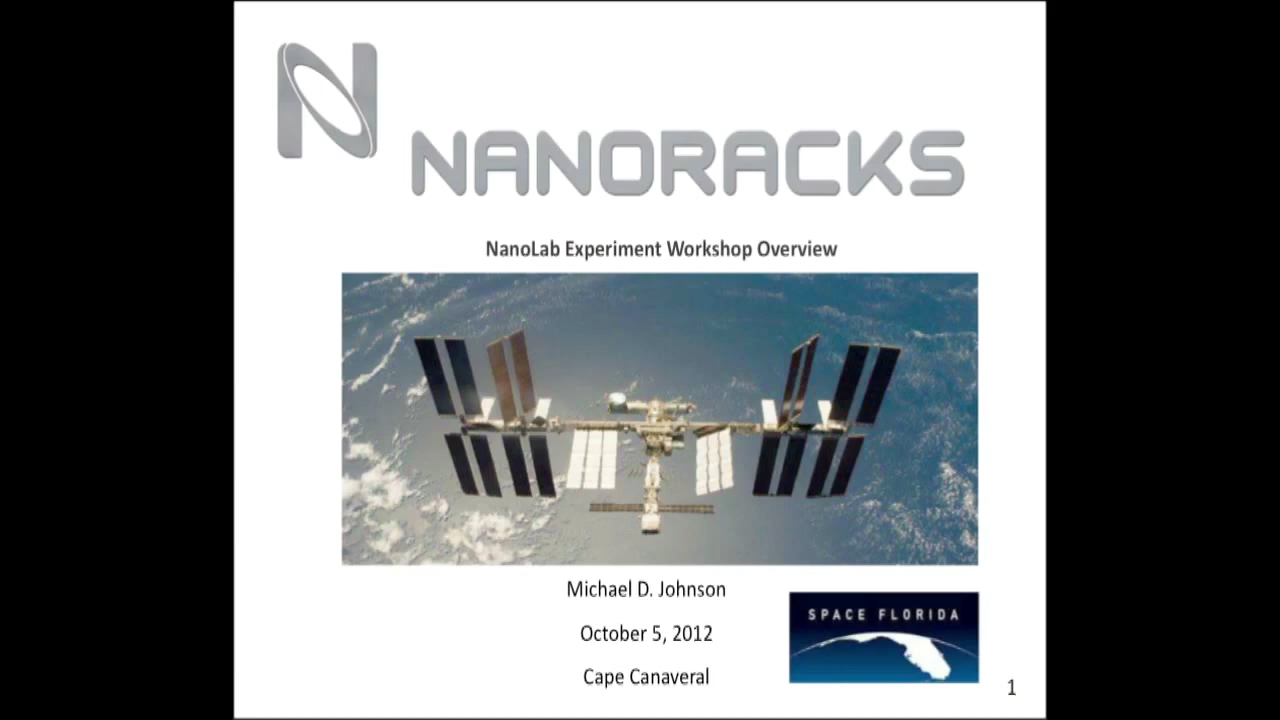 NANORACKS
NanoLab Experiment Workshop Overview
Michael D. Johnson
October 5, 2012
Cape Canaveral
SPACE FLORIDA
1